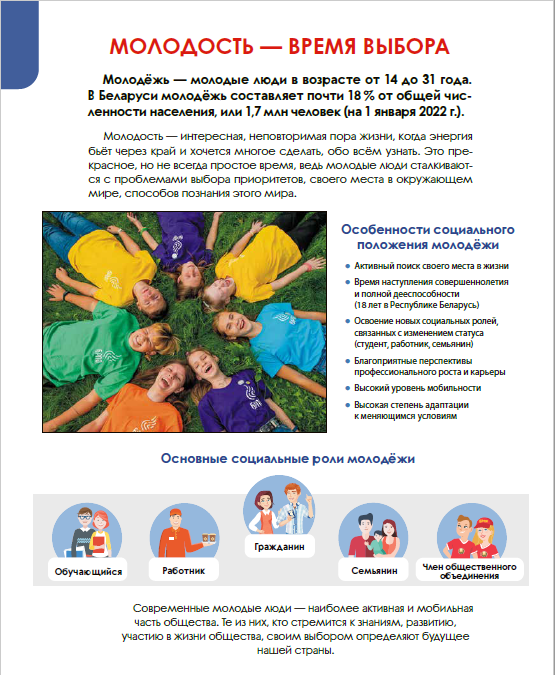 МОЛОДОСТЬ — ВРЕМЯ ВЫБОРА
Молодёжь — молодые люди в возрасте от 14 до 31 года.
В Беларуси молодёжь составляет почти 18 % от общей чис-
ленности населения, или 1,7 млн человек (на 1 января 2022 г.).
Молодость — интересная, неповторимая пора жизни, когда энергия
бьёт через край и хочется многое сделать, обо всём узнать. Это пре-
красное, но не всегда простое время, ведь молодые люди сталкивают-
ся с проблемами выбора приоритетов, своего места в окружающем
мире, способов познания этого мира.
Особенности социального
положения молодёжи
• Активный поиск своего места в жизни
• Время наступления совершеннолетия
и полной дееспособности
(18 лет в Республике Беларусь)
• Освоение новых социальных ролей,
связанных с изменением статуса
(студент, работник, семьянин)
• Благоприятные перспективы
профессионального роста и карьеры
• Высокий уровень мобильности
• Высокая степень адаптации
к меняющимся условиям
Основные социальные роли молодёжи
Обучающийся
Работник
Гражданин
Семьянин
Член общественного
объединения
Современные молодые люди — наиболее активная и мобильная
часть общества. Те из них, кто стремится к знаниям, развитию,
участию в жизни общества, своим выбором определяют будущее
нашей страны.